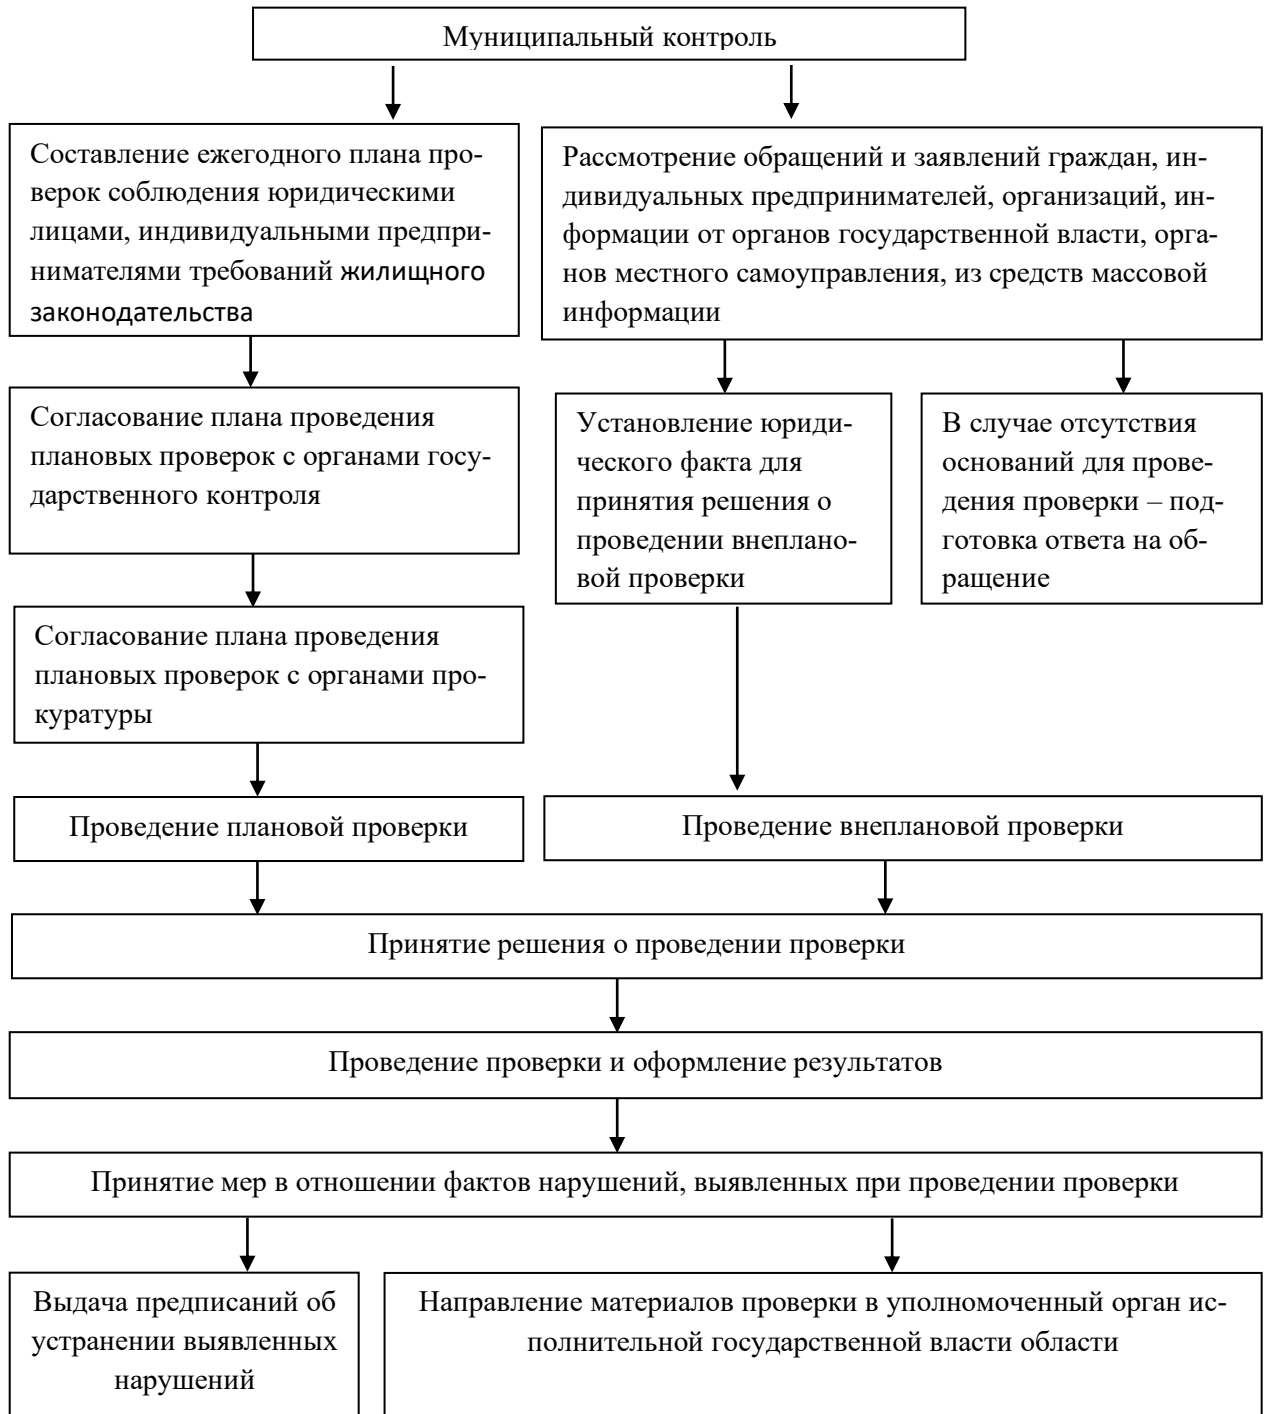 Муниципальный контроль
Составление ежегодного плана про-
верок соблюдения юридическими
лицами, индивидуальными предпри-
нимателями требований жилищного
законодательства
Рассмотрение обращений и заявлений граждан, ин-
дивидуальных предпринимателей, организаций, ин-
формации от органов государственной власти, орга-
нов местного самоуправления, из средств массовой
информации
Согласование плана проведения
плановых проверок с органами госу-
дарственного контроля
Установление юриди-
ческого факта для
принятия решения о
проведении внеплано-
вой проверки
В случае отсутствия
оснований для прове-
дения проверки – под-
готовка ответа на об-
ращение
Согласование плана проведения
плановых проверок с органами про-
куратуры
Проведение плановой проверки
Проведение внеплановой проверки
Принятие решения о проведении проверки
Проведение проверки и оформление результатов
Принятие мер в отношении фактов нарушений, выявленных при проведении проверки
Выдача предписаний об
устранении выявленных
нарушений
Направление материалов проверки в уполномоченный орган ис-
полнительной государственной власти области